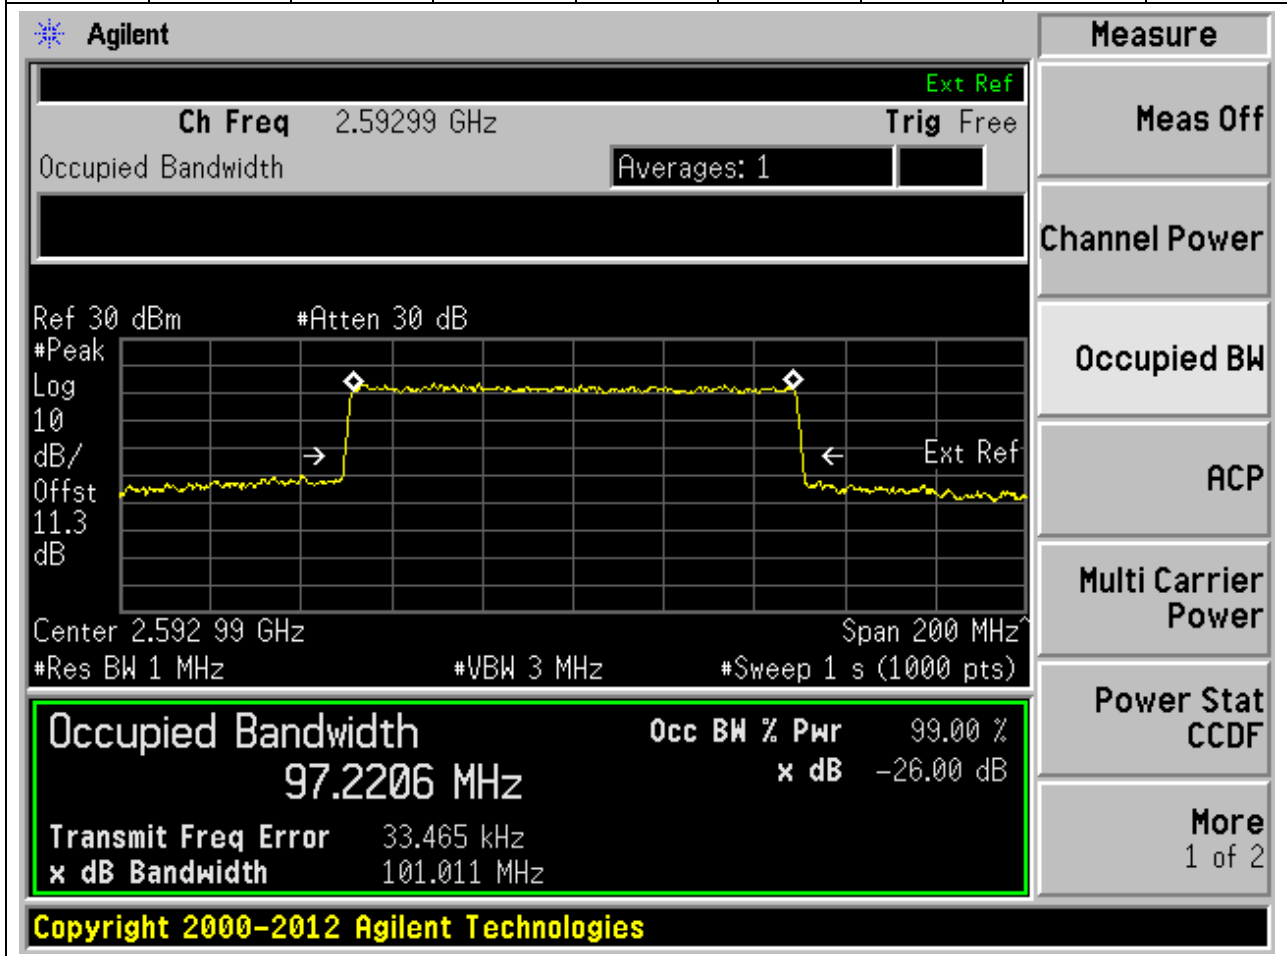 Agilent
Measure
Ext Ref
Ch Freq 2.59299 GHz Trig Free
Occupied Bandwidth Averages: 1
Ref 30 dBm #Atten 30 dB
#Peak
Log
10
dB/
Offst
11.3
dB
Ext Ref
Center 2.592 99 GHz Span 200 MHz^
#Res BW 1 MHz #VBW 3 MHz #Sweep 1 s (1000 pts)
Occupied Bandwidth Occ BW % Pwr 99.00 %
97.2206 MHz x dB -26.00 dB
Transmit Freq Error 33.465 kHz
x dB Bandwidth 101.011 MHz
Meas Off
Channel Power
Occupied BW
ACP
Multi Carrier
Power
Power Stat
CCDF
More
1 of 2
Copyright 2000-2012 Agilent Technologies